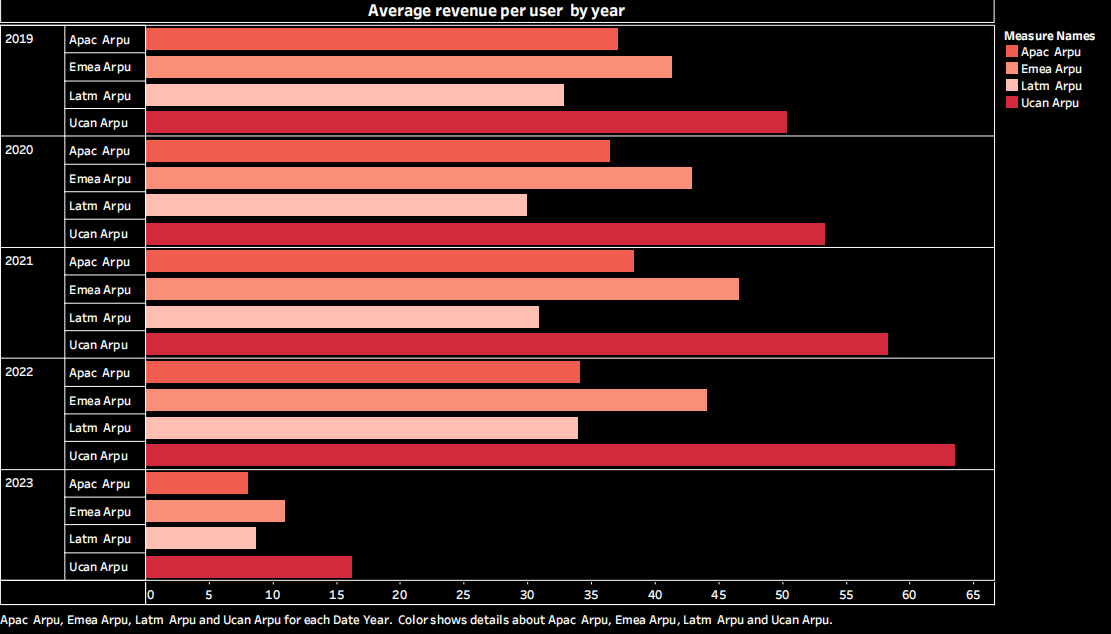 Average revenue per user by year
2019
Apac Arpu
Emea Arpu
Latm Arpu
Ucan Arpu
2020
Apac Arpu
Emea Arpu
Latm Arpu
Ucan Arpu
2021
Apac Arpu
Emea Arpu
Latm Arpu
Ucan Arpu
2022
Apac Arpu
Emea Arpu
Latm Arpu
Ucan Arpu
2023
Apac Arpu
Emea Arpu
Latm Arpu
Ucan Arpu
0 5 10 15 20 25 30 35 40 45 50 55 60 65
Apac Arpu, Emea Arpu, Latm Arpu and Ucan Arpu for each Date Year. Color shows details about Apac Arpu, Emea Arpu, Latm Arpu and Ucan Arpu.
Measure Names
Apac Arpu
Emea Arpu
Latm Arpu
Ucan Arpu